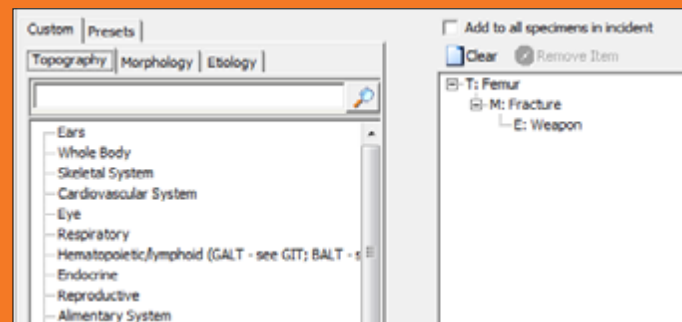 Custom
Presets
Topography
Morphology
Etiology
Ears
Whole Body
Skeletal System
Cardiovascular System
Eye
Respiratory
Hematopoietic/lymphoid (GALT - see GIT; BALT - s
Endocrine
Reproductive
Alimentary System
Add to all specimens in incident
Clear
Remove Item
T: Femur
M: Fracture
E: Weapon